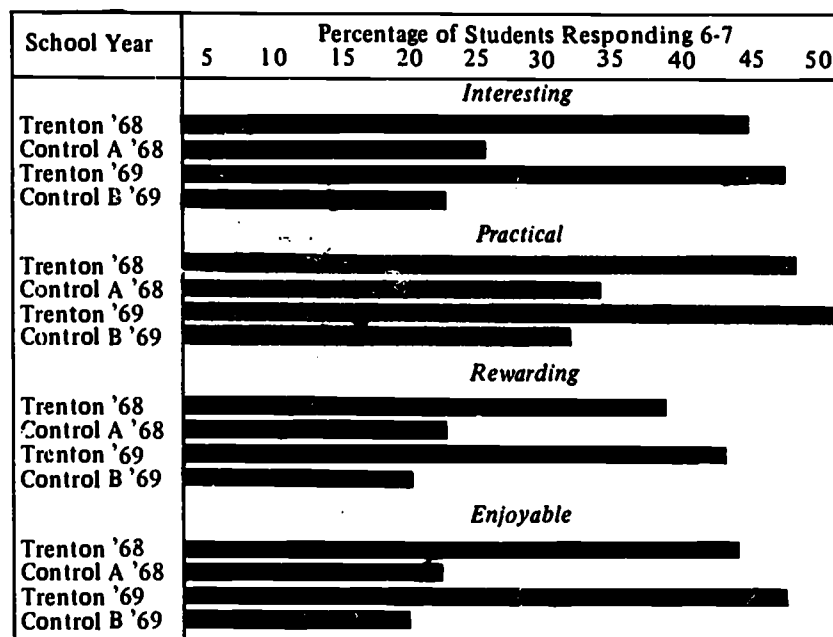 School Year
Percentage of Students Responding 6-7
5 10 15 20 25 30 35 40 45 50
Interesting
Trenton '68
Control A '68
Trenton '69
Control B '69
Practical
Trenton '68
Control A '68
Trenton '69
Control B '69
Rewarding
Trenton '68
Control A '68
Trenton '69
Control B '69
Enjoyable
Trenton '68
Control A '68
Trenton '69
Control B '69